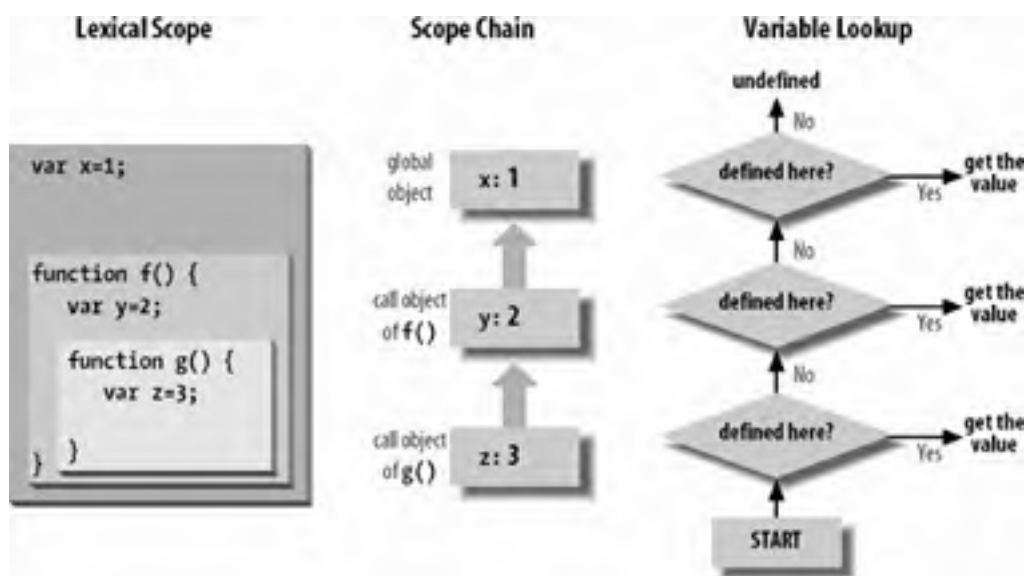 Lexical Scope
var x=1;
function f() {
var y=2;
function g() {
var z=3;
}
}
Scope Chain
global
object
x: 1
call object
of f()
y: 2
call object
of g()
z: 3
Variable Lookup
undefined
No
defined here?
Yes
get the
value
No
defined here?
Yes
get the
value
No
defined here?
Yes
get the
value
START